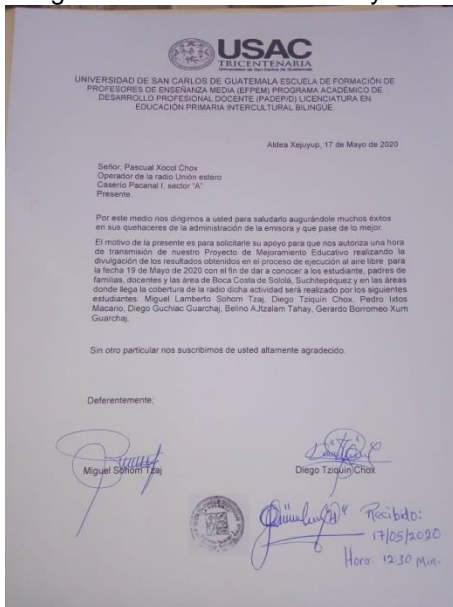 USAC
TRICENTENARIA
Universidad de San Carlos de Guatemala
UNIVERSIDAD DE SAN CARLOS DE GUATEMALA ESCUELA DE FORMACIÓN DE
PROFESORES DE ENSEÑANZA MEDIA (EFPEM) PROGRAMA ACADÉMICO DE
DESARROLLO PROFESIONAL DOCENTE (PADEP/D) LICENCIATURA EN
EDUCACIÓN PRIMARIA INTERCULTURAL BILINGÜE.
Aldea Xejuyup, 17 de Mayo de 2020
Señor, Pascual Xocol Chox
Operador de la radio Unión estero
Caserío Pacanal I, sector “A”
Presente.
Por este medio nos dirigimos a usted para saludarlo augurándole muchos éxitos
en sus quehaceres de la administración de la emisora y que pase de lo mejor.
El motivo de la presente es para solicitarle su apoyo para que nos autoriza una hora
de transmisión de nuestro Proyecto de Mejoramiento Educativo realizando la
divulgación de los resultados obtenidos en el proceso de ejecución al aire libre para
la fecha 19 de Mayo de 2020 con el fin de dar a conocer a los estudiante, padres de
familias, docentes y las área de Boca Costa de Sololá, Suchitepéquez y en las áreas
donde llega la cobertura de la radio dicha actividad será realizado por los siguientes
estudiantes: Miguel Lamberto Sohom Tzaj, Diego Tziquin Chox, Pedro Ixtos
Macario, Diego Guchiac Guarchaj, Belino AJtzalam Tahay, Gerardo Borromeo Xum
Guarchaj.
Sin otro particular nos suscribimos de usted altamente agradecido.
Deferentemente;
Miguel Sohom Tzaj
Diego Tziquin Chox
Recibido:
17/05/2020
Hora 12:30 Min.